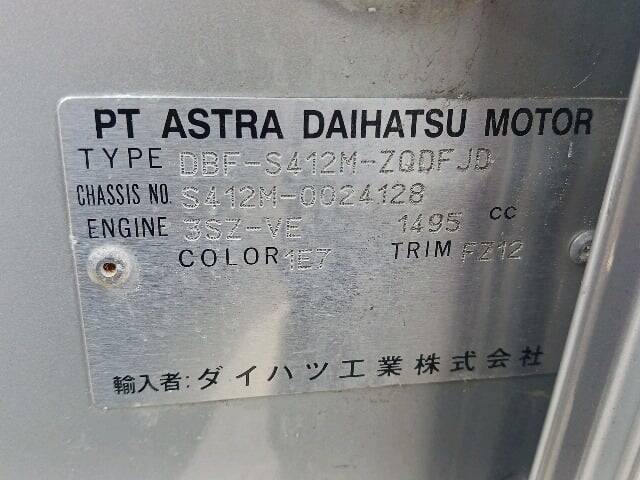 PT ASTRA DAIHATSU MOTOR
TYPE DBF-S412M-ZQDFJD
CHASSIS NO. S412M-0024128
ENGINE 3SZ-VE 1495 cc
COLOR 1E7 TRIM FZ12
輸入者: ダイハツ工業株式会社